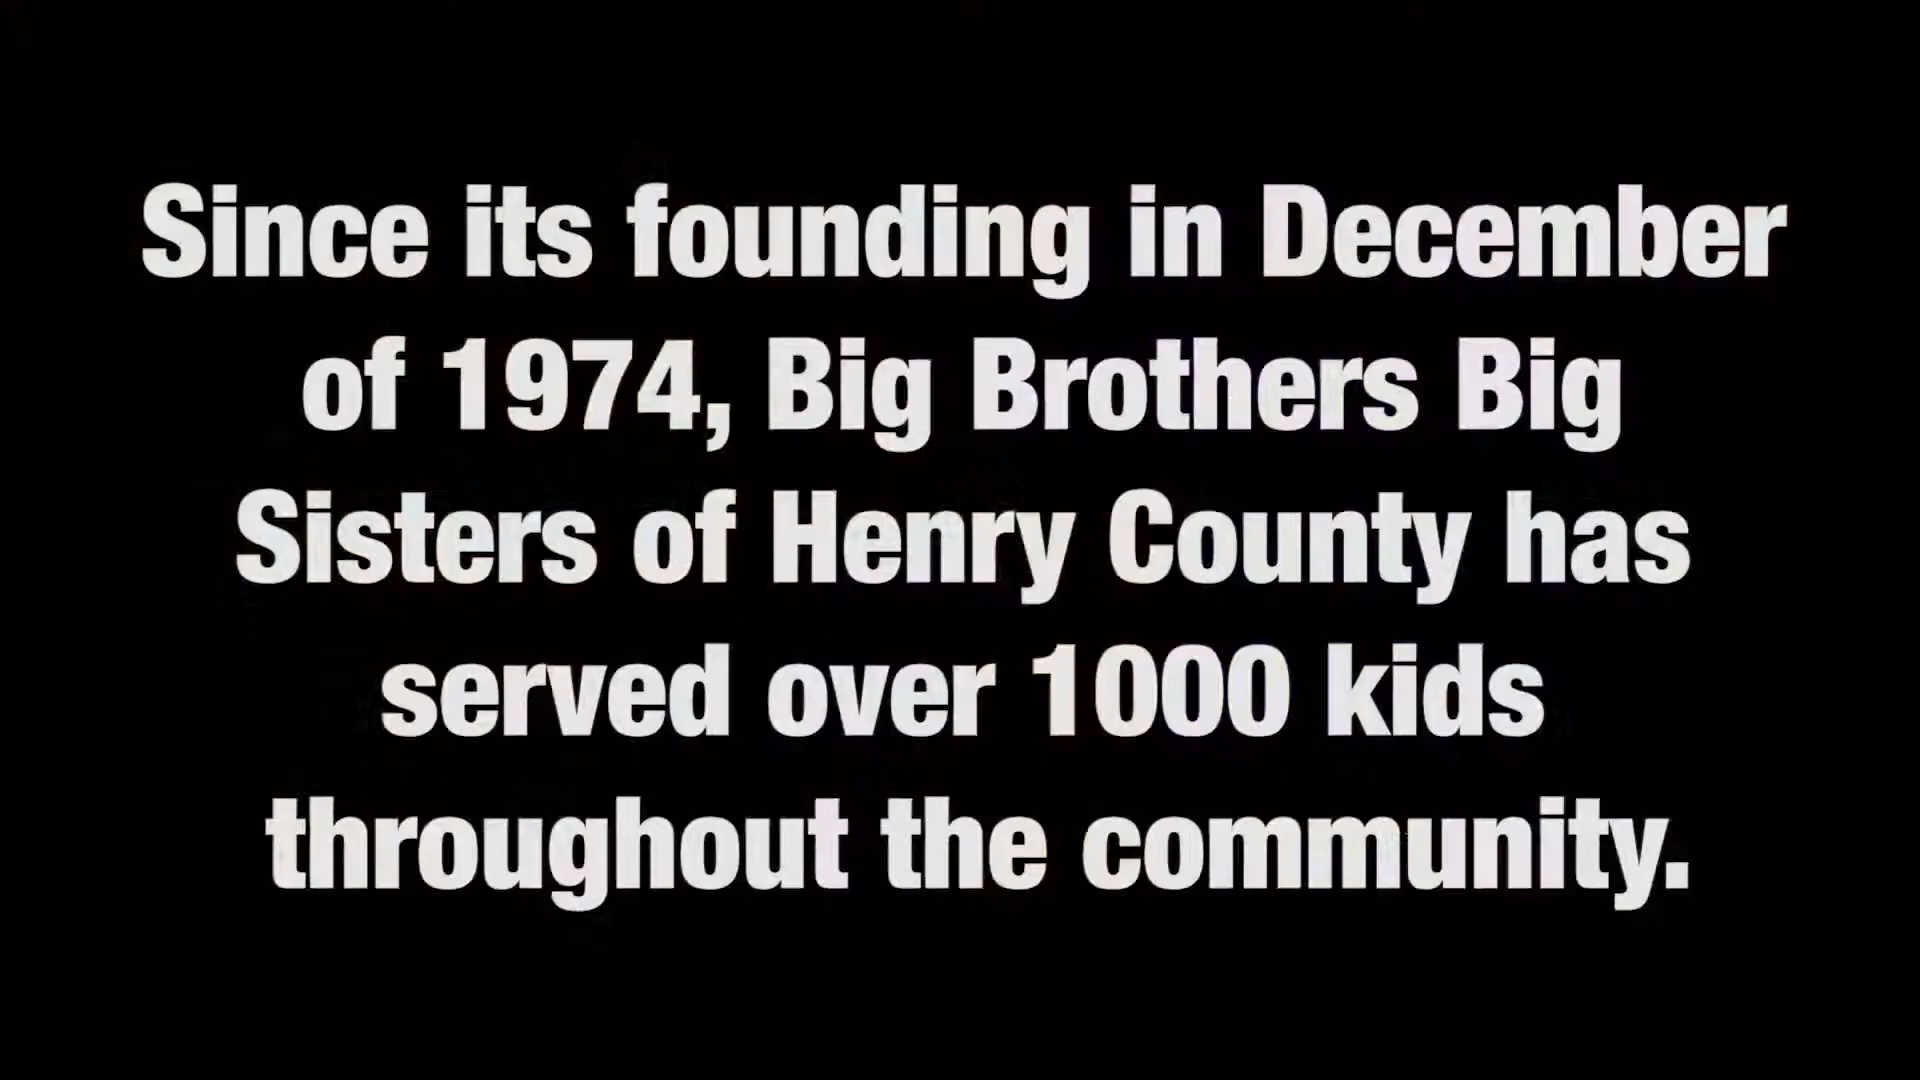 Since its founding in December
of 1974, Big Brothers Big
Sisters of Henry County has
served over 1000 kids
throughout the community.